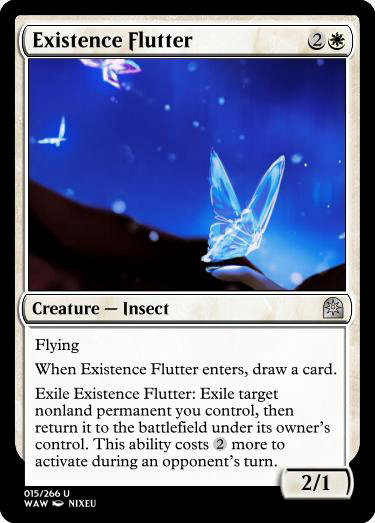 Existence Flutter 2
Creature — Insect
Flying
When Existence Flutter enters, draw a card.
Exile Existence Flutter: Exile target
nonland permanent you control, then
return it to the battlefield under its owner's
control. This ability costs 2 more to
activate during an opponent's turn.
2/1
015/266 U
WAW NIXEU